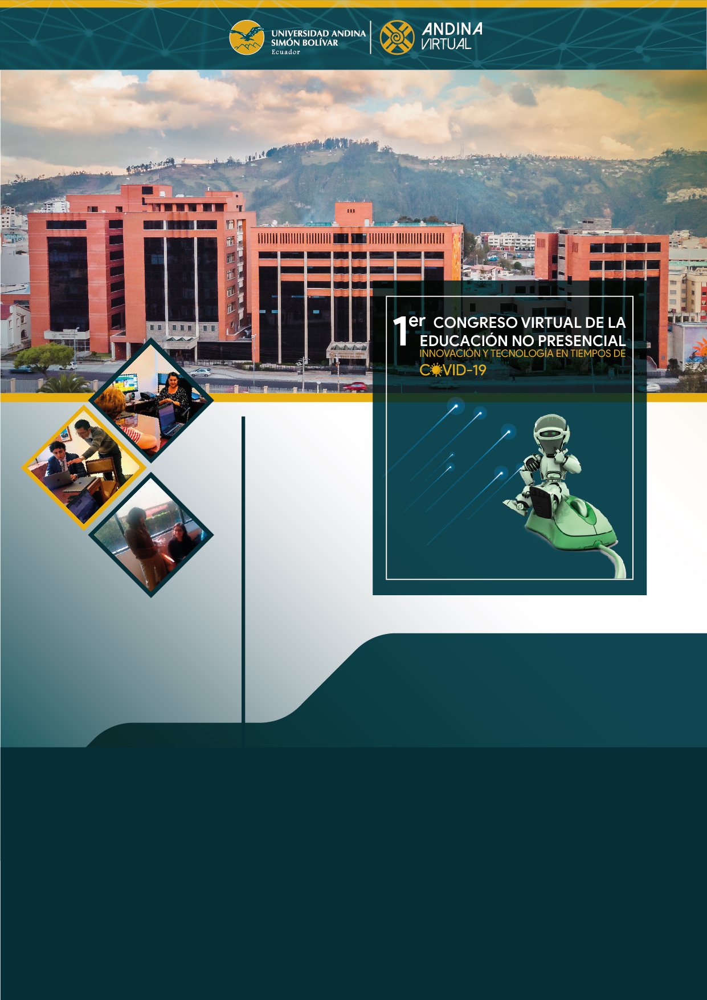 UNIVERSIDAD ANDINA
SIMÓN BOLÍVAR
Ecuador
ANDINA
VIRTUAL
1er CONGRESO VIRTUAL DE LA
EDUCACIÓN NO PRESENCIAL
INNOVACIÓN Y TECNOLOGÍA EN TIEMPOS DE
COVID-19